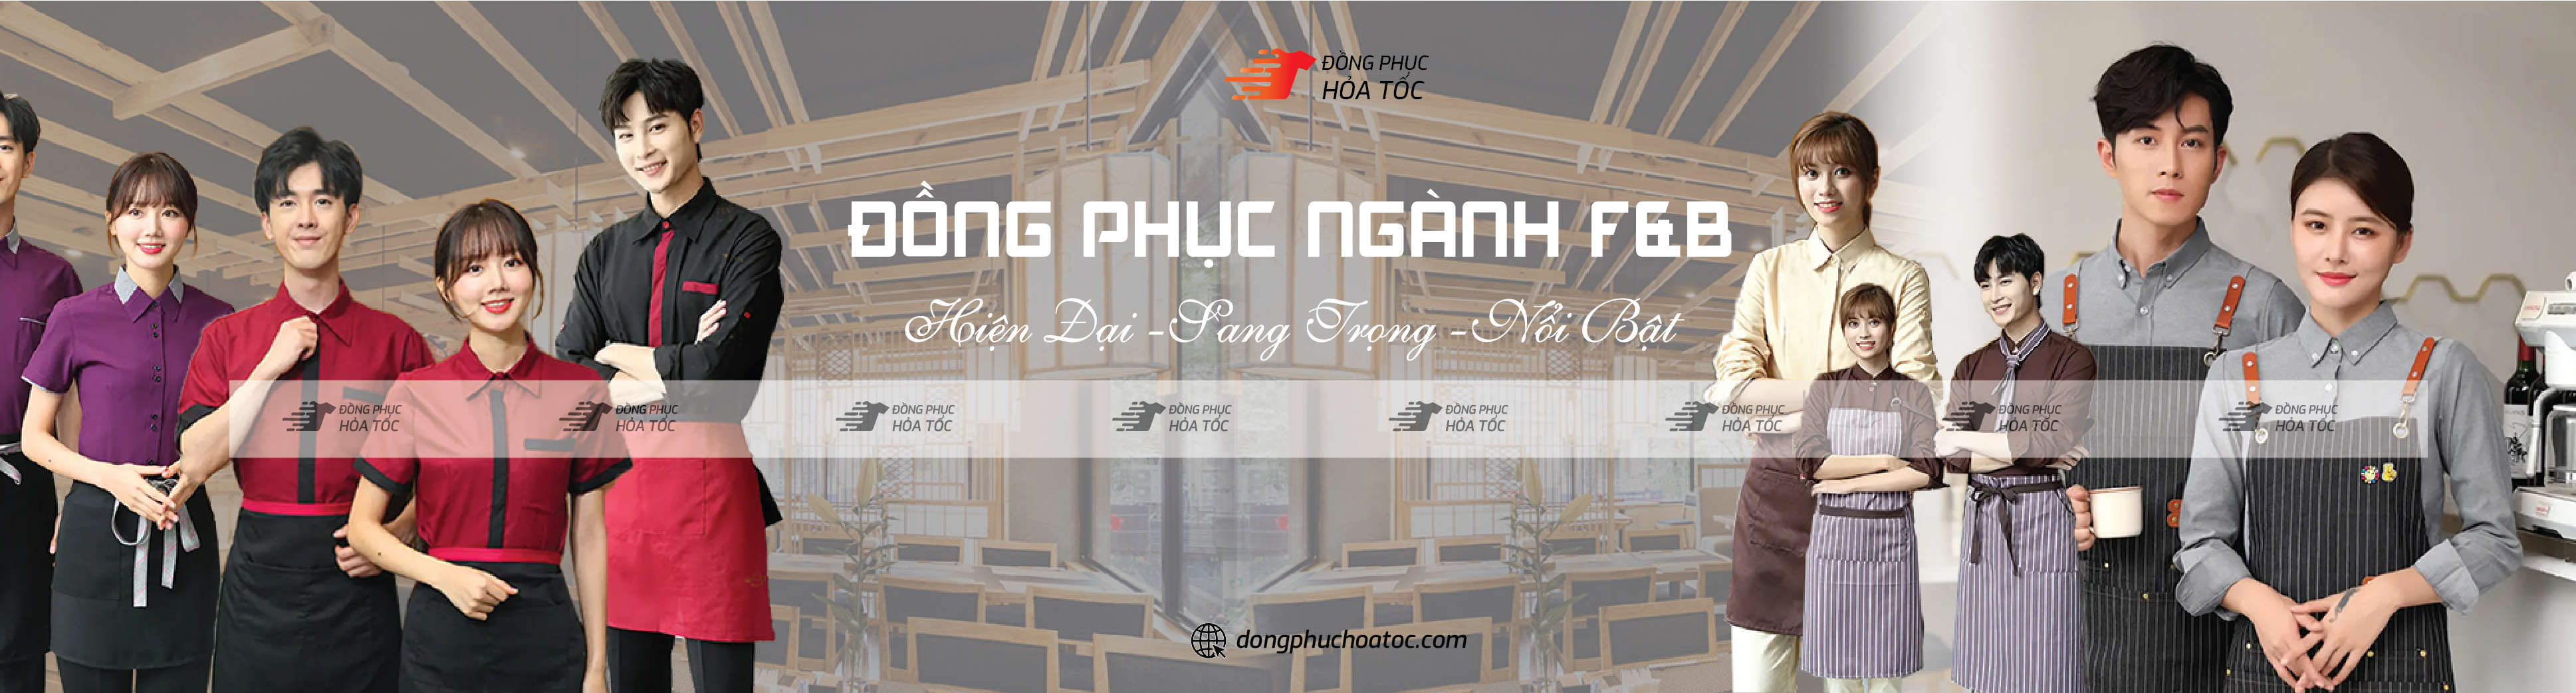 ĐỒNG PHỤC
HỎA TỐC
ĐỒNG PHỤC NGÀNH F&B
Hiện Đại - Sang Trọng - Nổi Bật
ĐỒNG PHỤC HỎA TỐC
ĐỒNG PHỤC HỎA TỐC
ĐỒNG PHỤC HỎA TỐC
ĐỒNG PHỤC HỎA TỐC
ĐỒNG PHỤC HỎA TỐC
ĐỒNG PHỤC HỎA TỐC
ĐỒNG PHỤC HỎA TỐC
ĐỒNG PHỤC HỎA TỐC
dongphuchoatoc.com